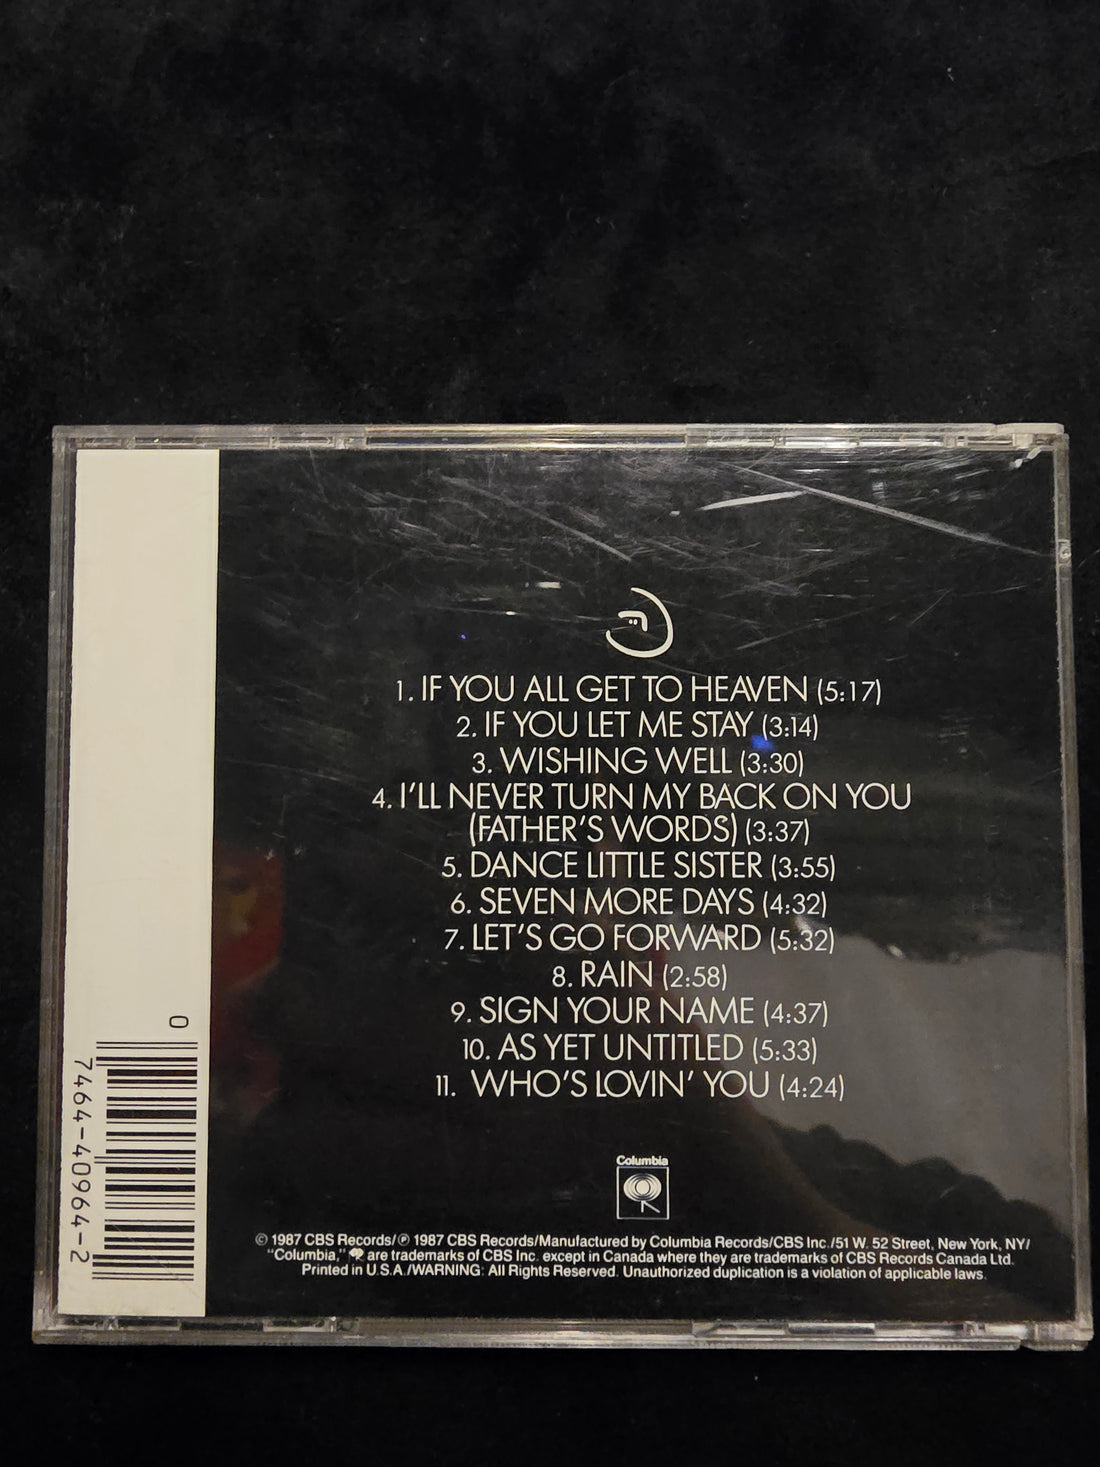 1. IF YOU ALL GET TO HEAVEN (5:17)
2. IF YOU LET ME STAY (3:14)
3. WISHING WELL (3:30)
4. I'LL NEVER TURN MY BACK ON YOU
(FATHER'S WORDS) (3:37)
5. DANCE LITTLE SISTER (3:55)
6. SEVEN MORE DAYS (4:32)
7. LET'S GO FORWARD (5:32)
8. RAIN (2:58)
9. SIGN YOUR NAME (4:37)
10. AS YET UNTITLED (5:33)
11. WHO'S LOVIN' YOU (4:24)
Columbia
© 1987 CBS Records/℗ 1987 CBS Records/Manufactured by Columbia Records/CBS Inc./51 W. 52 Street, New York, NY/
"Columbia," are trademarks of CBS Inc. except in Canada where they are trademarks of CBS Records Canada Ltd.
Printed in U.S.A./WARNING: All Rights Reserved. Unauthorized duplication is a violation of applicable laws.
0
7464-40964-2